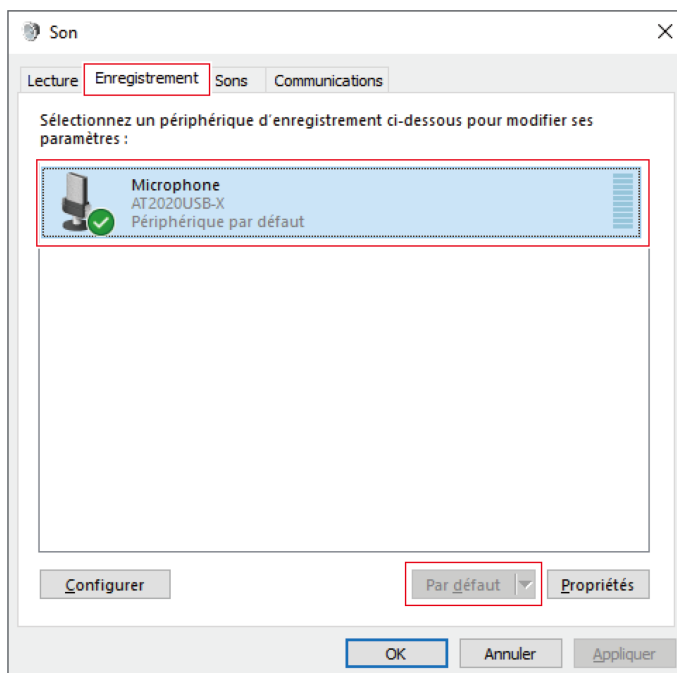 Son
Lecture Enregistrement Sons Communications
Sélectionnez un périphérique d'enregistrement ci-dessous pour modifier ses
paramètres :
Microphone
AT2020USB-X
Périphérique par défaut
Configurer Par défaut Propriétés
OK Annuler Appliquer